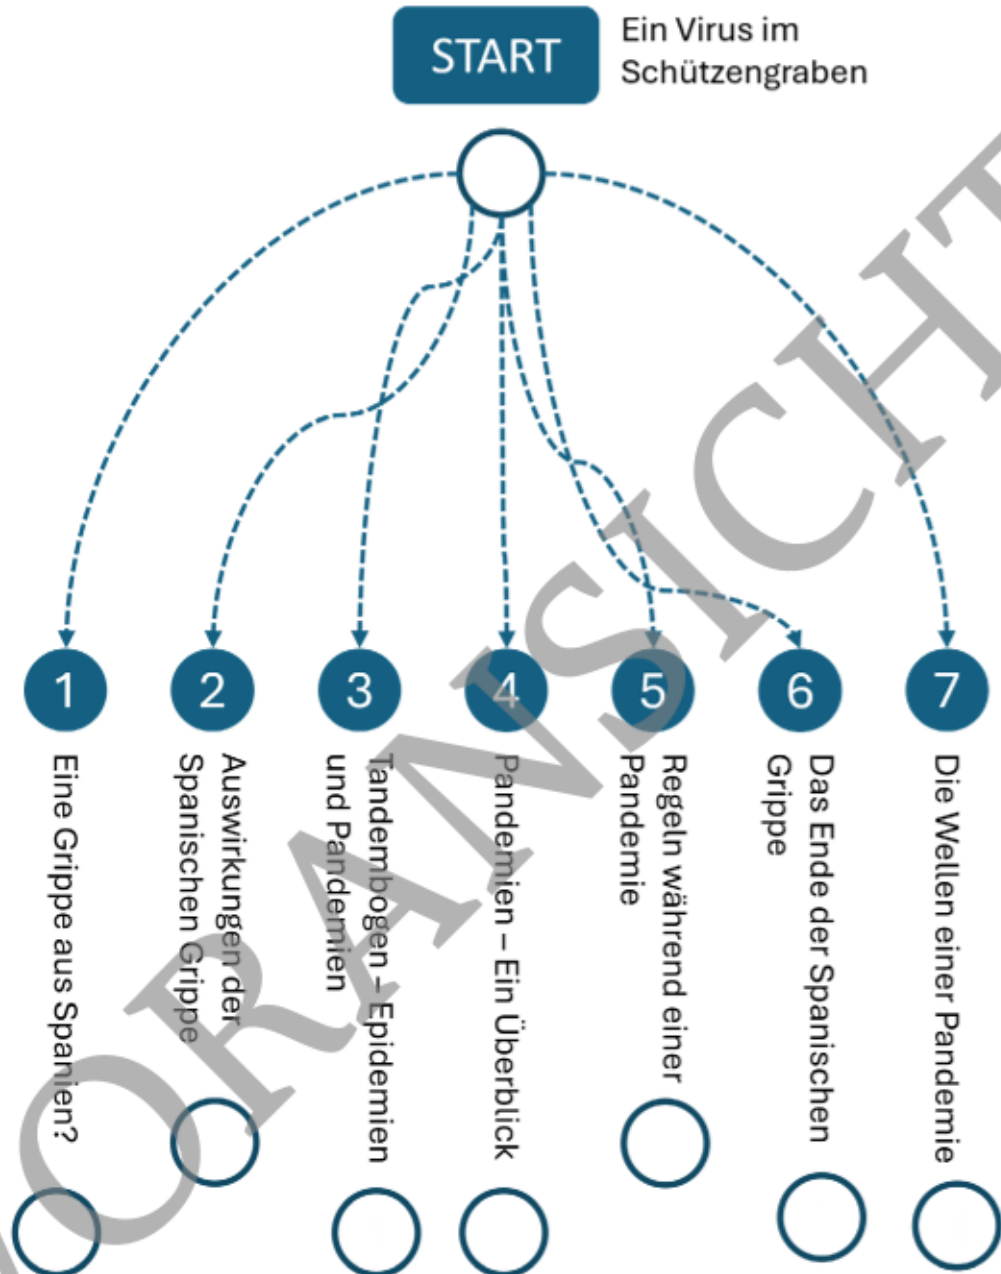 START
Ein Virus im
Schützengraben
1
2
3
4
5
6
7
Eine Grippe aus Spanien?
Auswirkungen der
Spanischen Grippe
Tandembogen – Epidemien
und Pandemien
Pandemien – Ein Überblick
Regeln während einer
Pandemie
Das Ende der Spanischen
Grippe
Die Wellen einer Pandemie
ORANSICHT